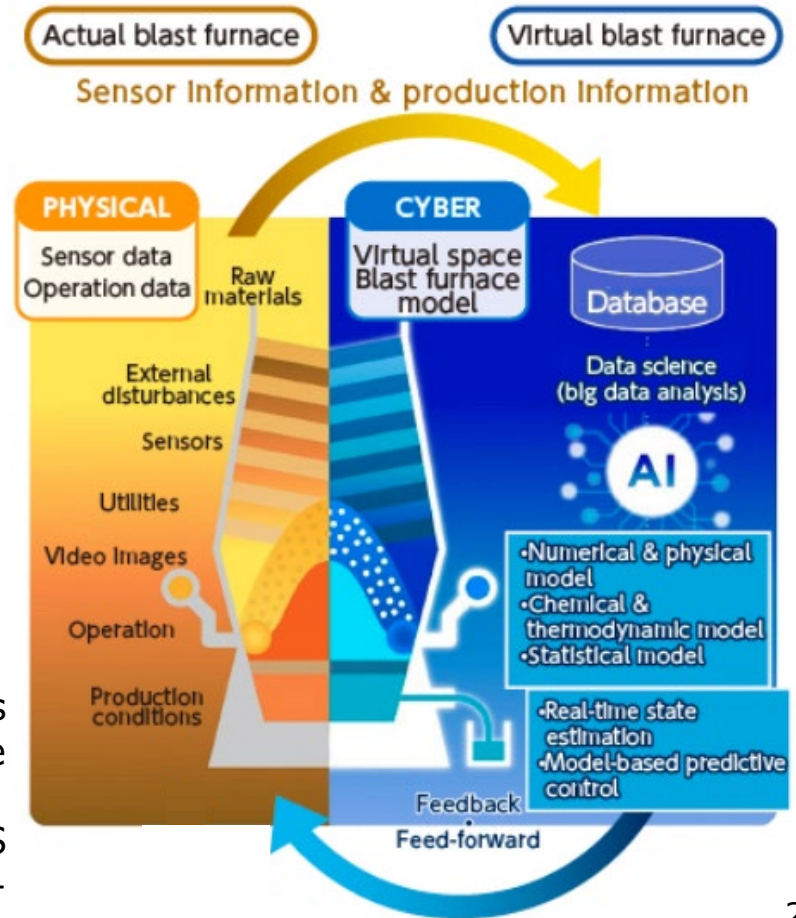 Actual blast furnace
Virtual blast furnace
Sensor information & production information
PHYSICAL
Sensor data
Operation data
CYBER
Virtual space
Blast furnace
model
Database
Raw
materials
External
disturbances
Sensors
Utilities
Video images
Operation
Production
conditions
Data science
(big data analysis)
AI
•Numerical & physical
model
•Chemical &
thermodynamic model
•Statistical model
•Real-time state
estimation
•Model-based predictive
control
Feedback
·
Feed-forward